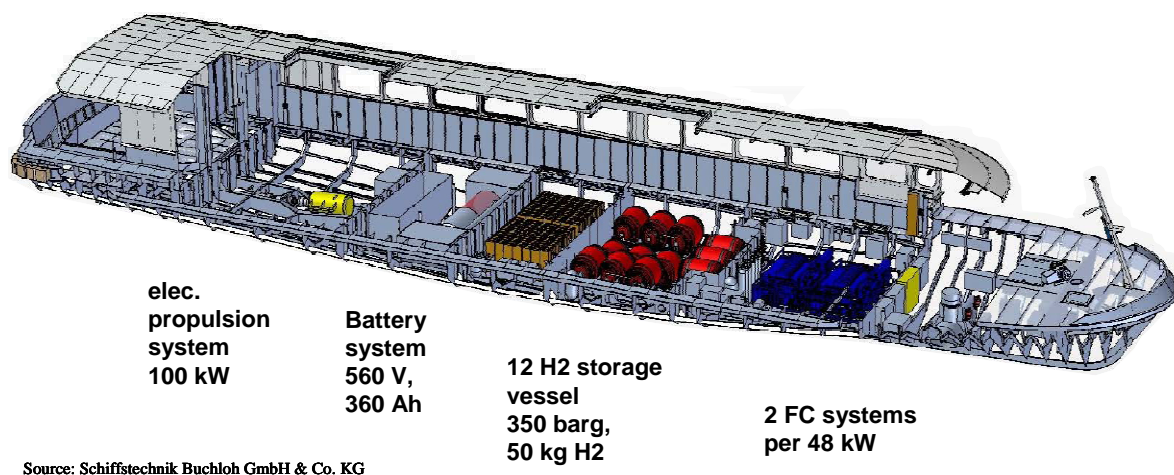 elec.
propulsion
system
100 kW
Battery
system
560 V,
360 Ah
12 H2 storage
vessel
350 barg,
50 kg H2
2 FC systems
per 48 kW
Source: Schiffstechnik Buchloh GmbH & Co. KG